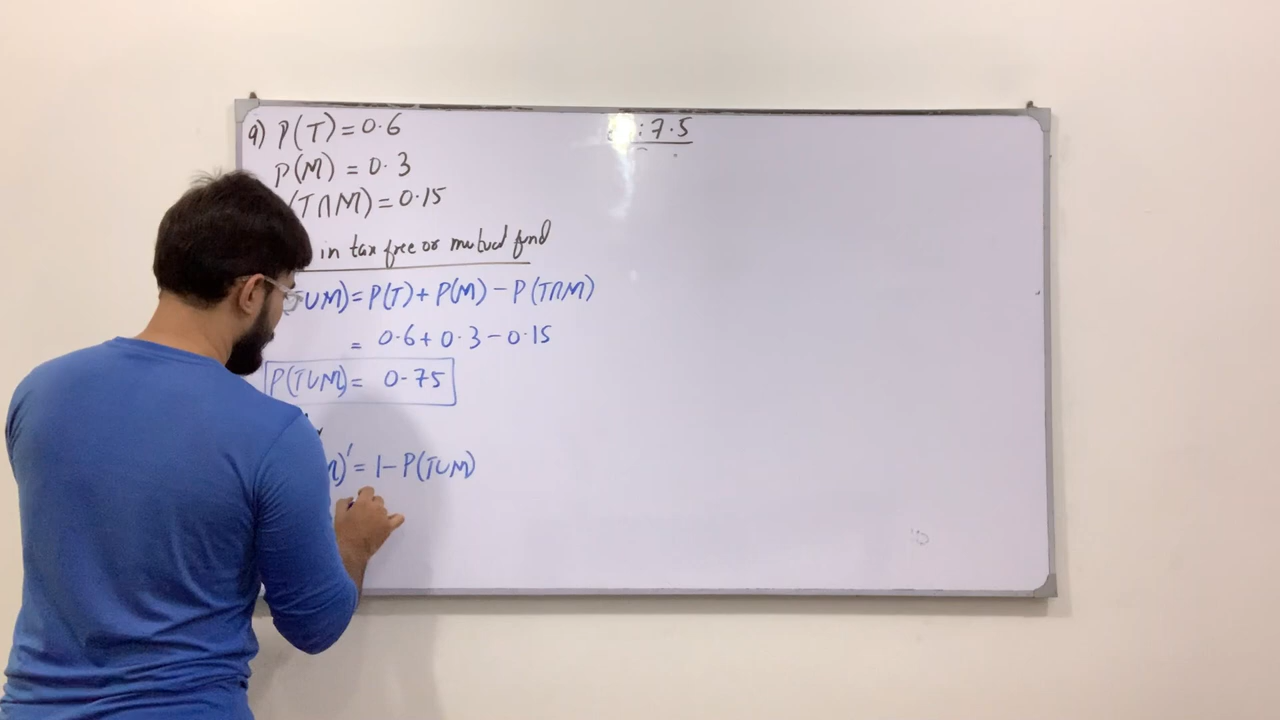 9) P(T) = 0.6
: 7.5
P(M) = 0.3
(T∩M) = 0.15
in tax free or mutual fund
UM) = P(T) + P(M) - P(T∩M)
= 0.6 + 0.3 - 0.15
P(TUM) = 0.75
)' = 1 - P(TUM)